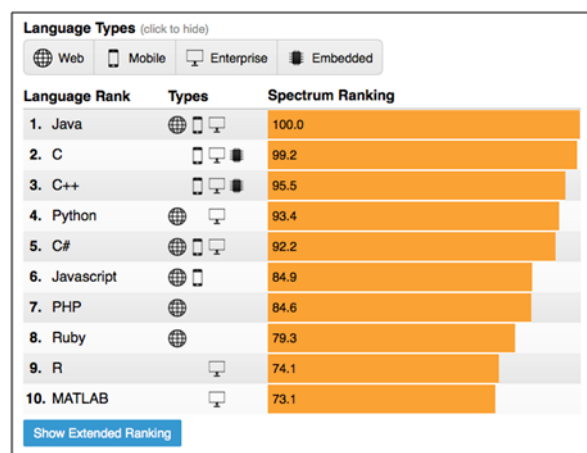 Language Types (click to hide)
Web Mobile Enterprise Embedded
Language Rank Types Spectrum Ranking
1. Java 100.0
2. C 99.2
3. C++ 95.5
4. Python 93.4
5. C# 92.2
6. Javascript 84.9
7. PHP 84.6
8. Ruby 79.3
9. R 74.1
10. MATLAB 73.1
Show Extended Ranking